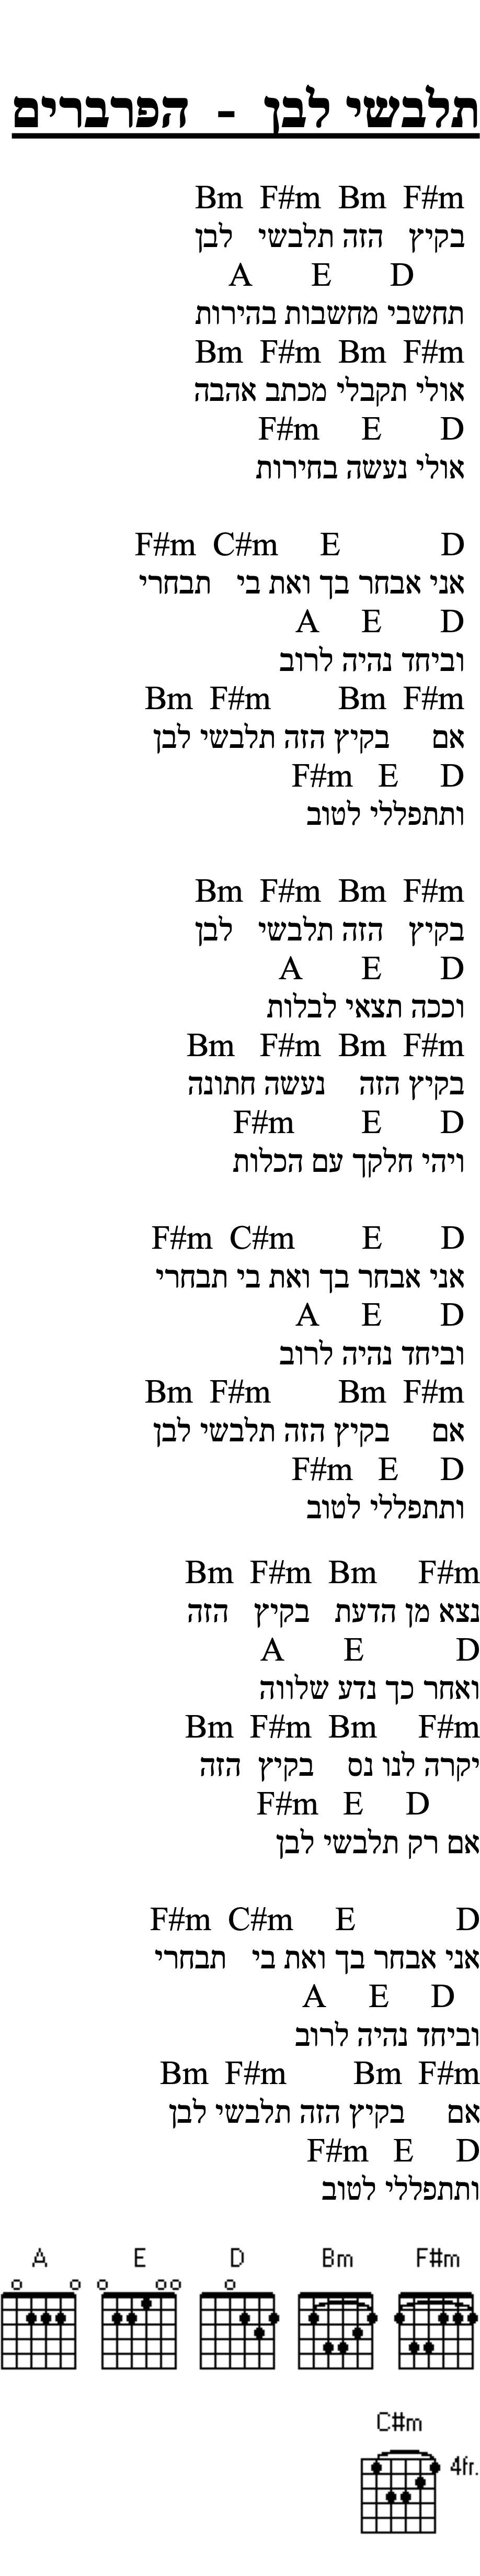 תלבשי לבן - הפרברים
Bm F#m Bm F#m
בקיץ הזה תלבשי לבן
A E D
תחשבי מחשבות בהירות
Bm F#m Bm F#m
אולי תקבלי מכתב אהבה
F#m E D
אולי נעשה בחירות
F#m C#m E D
אני אבחר בך ואת בי תבחרי
A E D
וביחד נהיה לרוב
Bm F#m Bm F#m
אם בקיץ הזה תלבשי לבן
F#m E D
ותתפללי לטוב
Bm F#m Bm F#m
בקיץ הזה תלבשי לבן
A E D
וככה תצאי לבלות
Bm F#m Bm F#m
בקיץ הזה נעשה חתונה
F#m E D
ויהי חלקך עם הכלות
F#m C#m E D
אני אבחר בך ואת בי תבחרי
A E D
וביחד נהיה לרוב
Bm F#m Bm F#m
אם בקיץ הזה תלבשי לבן
F#m E D
ותתפללי לטוב
Bm F#m Bm F#m
נצא מן הדעת בקיץ הזה
A E D
ואחר כך נדע שלווה
Bm F#m Bm F#m
יקרה לנו נס בקיץ הזה
F#m E D
אם רק תלבשי לבן
F#m C#m E D
אני אבחר בך ואת בי תבחרי
A E D
וביחד נהיה לרוב
Bm F#m Bm F#m
אם בקיץ הזה תלבשי לבן
F#m E D
ותתפללי לטוב
A E D Bm F#m
C#m
4fr.